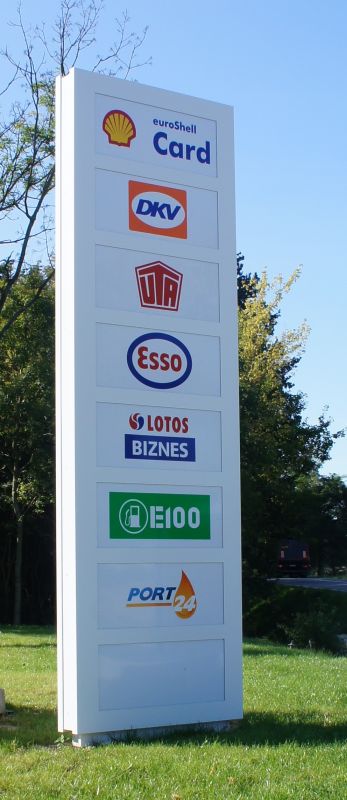 euroShell
Card
DKV
UTA
Esso
LOTOS
BIZNES
E100
PORT
24